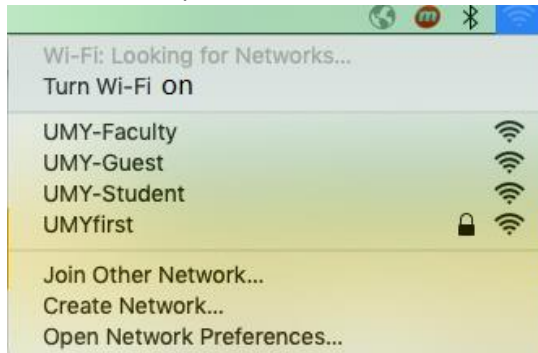 Wi-Fi: Looking for Networks...
Turn Wi-Fi on
UMY-Faculty
UMY-Guest
UMY-Student
UMYfirst
Join Other Network...
Create Network...
Open Network Preferences...